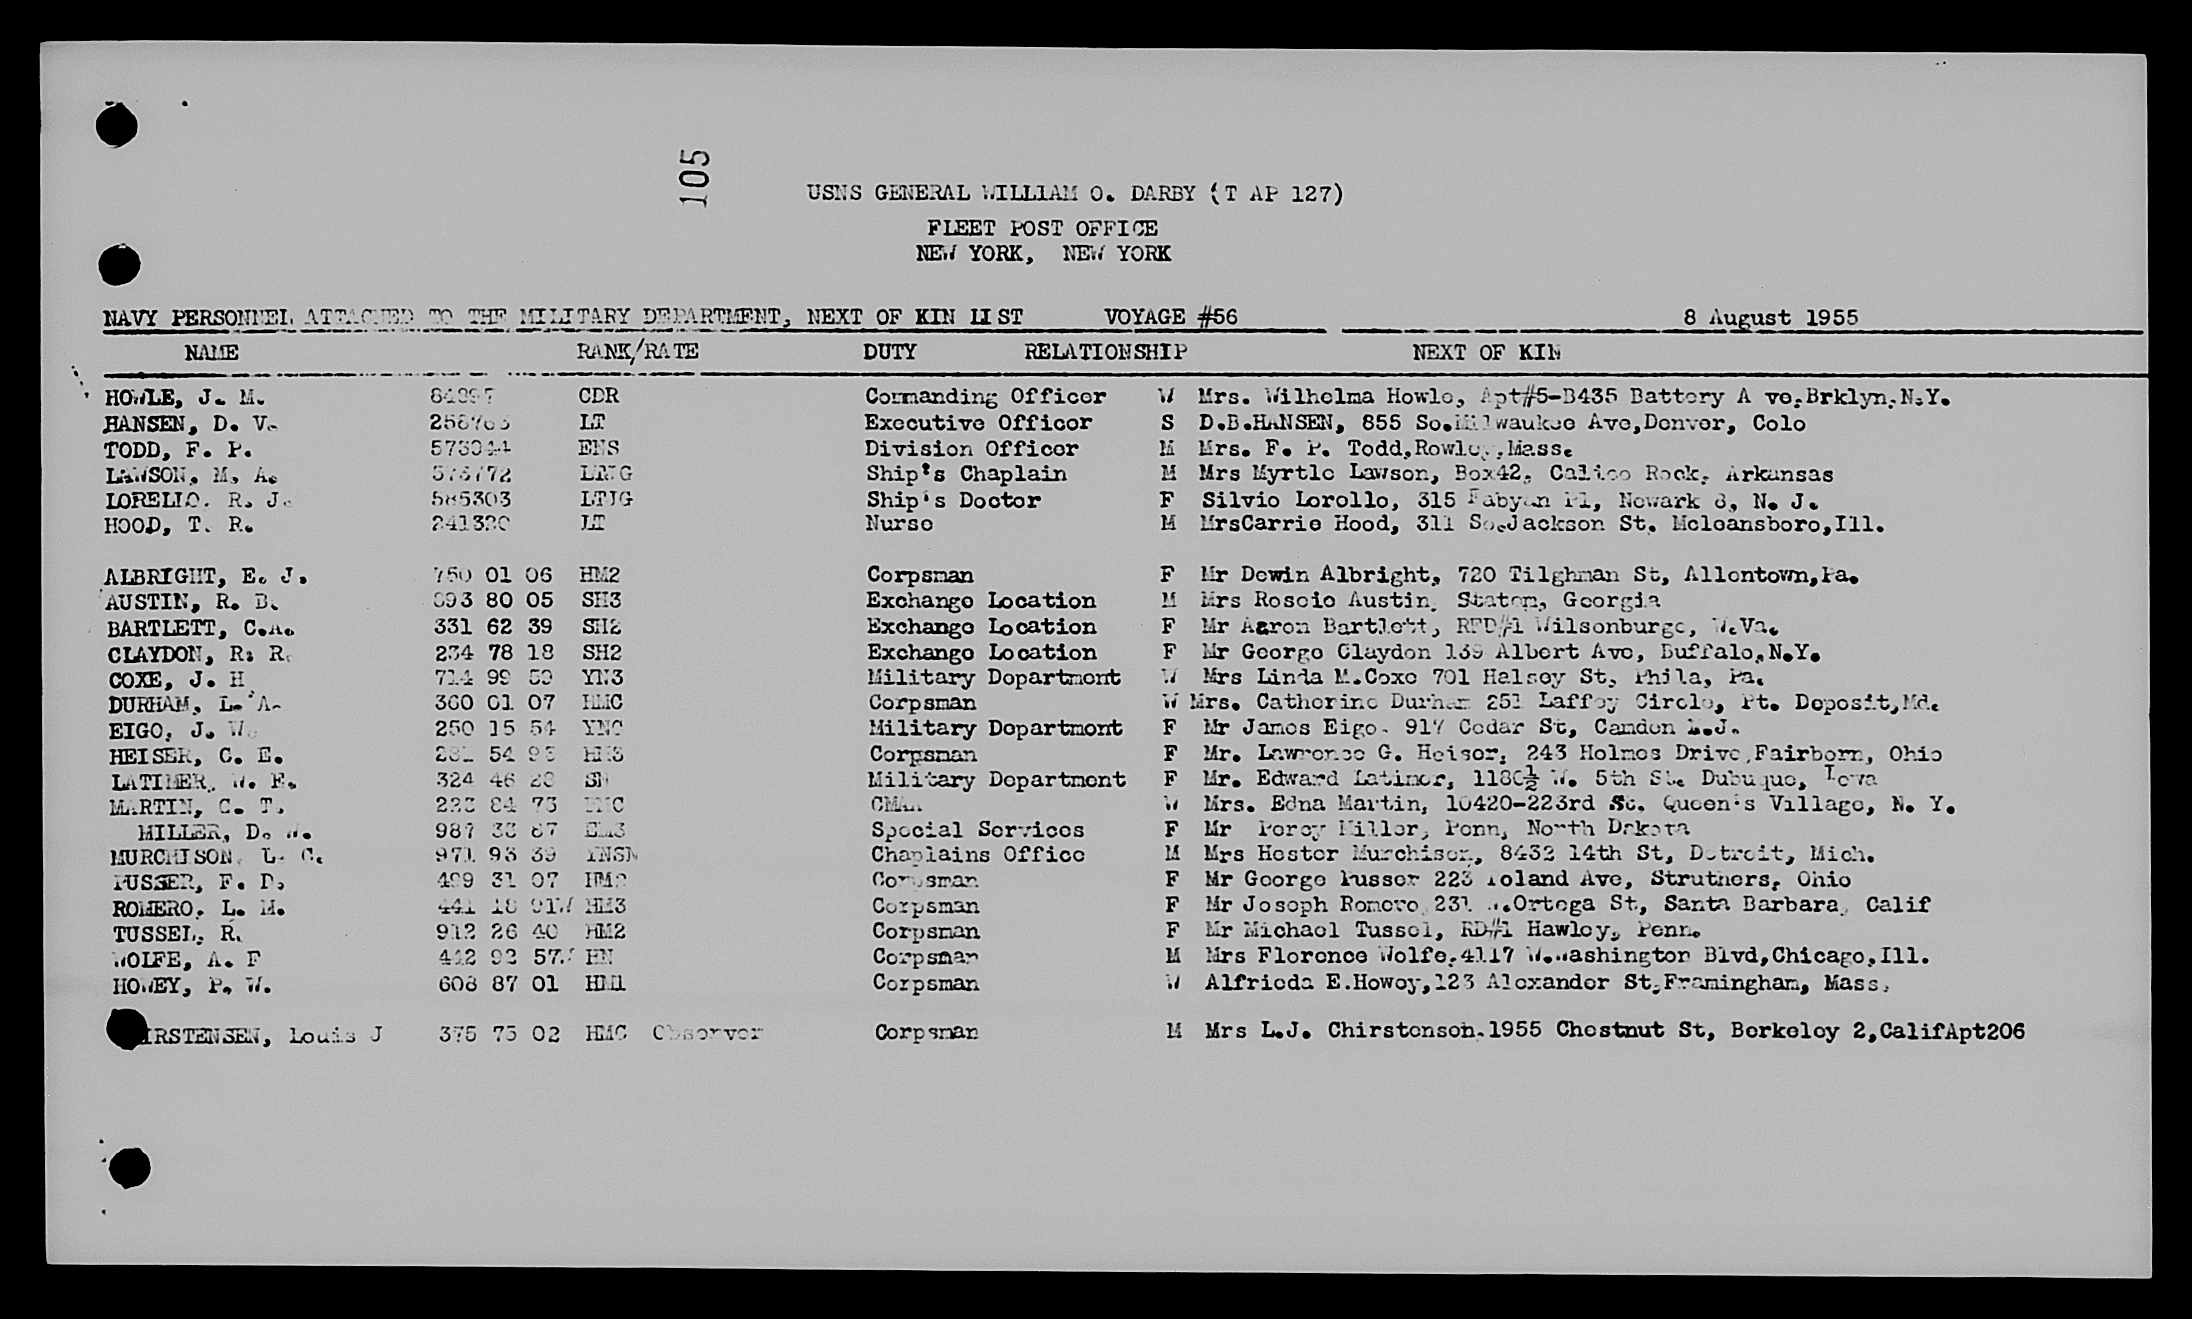 105
USNS GENERAL WILLIAM O. DARBY (T AP 127)
FLEET POST OFFICE
NEW YORK, NEW YORK
NAVY PERSONNEL ATTACHED TO THE MILITARY DEPARTMENT, NEXT OF KIN LIST VOYAGE #56 8 August 1955
NAME RANK/RATE DUTY RELATIONSHIP NEXT OF KIN
HOWLE, J. M. CDR Commanding Officer W Mrs. Wilhelma Howle, Apt#5-B435 Battery A ve.Brklyn.N.Y.
HANSEN, D. V. LT Executive Officer S D.B.HANSEN, 855 So.Milwaukee Ave,Denver, Colo
TODD, F. P. ENS Division Officer M Mrs. F. P. Todd,Rowley,Mass.
LAWSON, M. A. Ship's Chaplain M Mrs Myrtle Lawson, Box42, Calico Rock, Arkansas
R. J. 585303 LTJG Ship's Doctor F Silvio Lorello, 315 Fabyan Pl, Newark 8, N. J.
HOOD, T. R. 241320 LT Nurse M MrsCarrie Hood, 311 So.Jackson St. Mcleansboro,Ill.
ALBRIGHT, E. J. 750 01 06 HM2 Corpsman F Mr Dewin Albright, 720 Tilghman St, Allentown,Pa.
AUSTIN, R. B. 80 05 SH3 Exchange Location M Mrs Roscio Austin, Georgia
BARTLETT, C.A. 331 62 39 SH2 Exchange Location F Mr Aaron Bartlett, RFD#1 Wilsonburge, W.Va.
CLAYDON, R. R. 234 78 18 SH2 Exchange Location F Mr George Claydon 139 Albert Ave, Buffalo,N.Y.
COXE, J. H 714 99 YN3 Military Department W Mrs Linda M.Coxe 701 Halsey St, Phila, Pa.
DURHAM, L. A. 360 01 07 HMC Corpsman W Mrs. Catherine Durham 251 Laffey Circle, Pt. Deposit,Md.
EIGO, J. W. 250 15 54 YNC Military Department F Mr James Eigo. 917 Cedar St, Camden N.J.
HEISER, C. E. 54 HM3 Corpsman F Mr. Lawrence G. Heiser, 243 Holmes Drive,Fairborn, Ohio
LATIMER, W. F. 324 46 28 SN Military Department F Mr. Edward Latimer, 1180½ W. 5th St. Dubuque, Iowa
MARTIN, C. T. 84 73 W Mrs. Edna Martin, 10420-223rd St. Queen's Village, N. Y.
MILLER, D. W. 987 33 67 Special Services F Mr Percy Miller, Penn, North Dakota
MURCHISON, L. C. 971 93 39 YNSN Chaplains Office M Mrs Hester Murchison, 8432 14th St, Detroit, Mich.
PUSSER, F. D. 499 31 07 Corpsman F Mr George Pusser 223 Poland Ave, Struthers, Ohio
ROMERO, L. M. 441 18 91W HM3 Corpsman F Mr Joseph Romero 231 W.Ortega St, Santa Barbara, Calif
TUSSEL, R. 912 26 40 HM2 Corpsman F Mr Michael Tussel, RD#1 Hawley, Penn.
WOLFE, A. F 442 92 57 HN Corpsman M Mrs Florence Wolfe,4117 W.Washington Blvd,Chicago,Ill.
HOWEY, P. W. 608 87 01 HM1 Corpsman W Alfrieda E.Howey,123 Alexander St,Framingham, Mass.
IRSTENSEN, Louis J 375 75 02 HMC Observer Corpsman M Mrs L.J. Chirstenson,1955 Chestnut St, Berkeley 2,CalifApt206